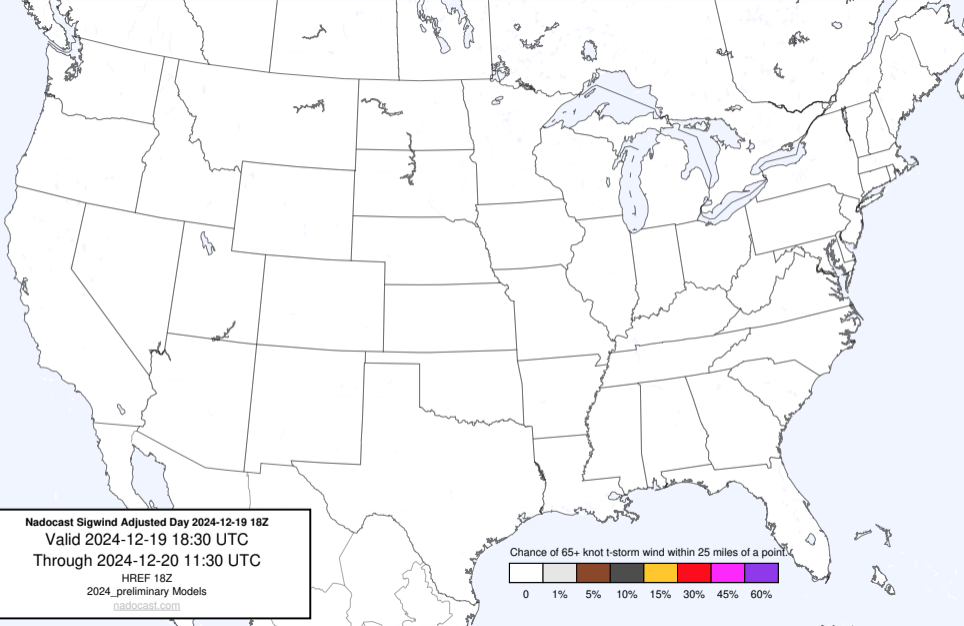 Nadocast Sigwind Adjusted Day 2024-12-19 18Z
Valid 2024-12-19 18:30 UTC
Through 2024-12-20 11:30 UTC
HREF 18Z
2024_preliminary Models
nadocast.com
Chance of 65+ knot t-storm wind within 25 miles of a point.
0 1% 5% 10% 15% 30% 45% 60%